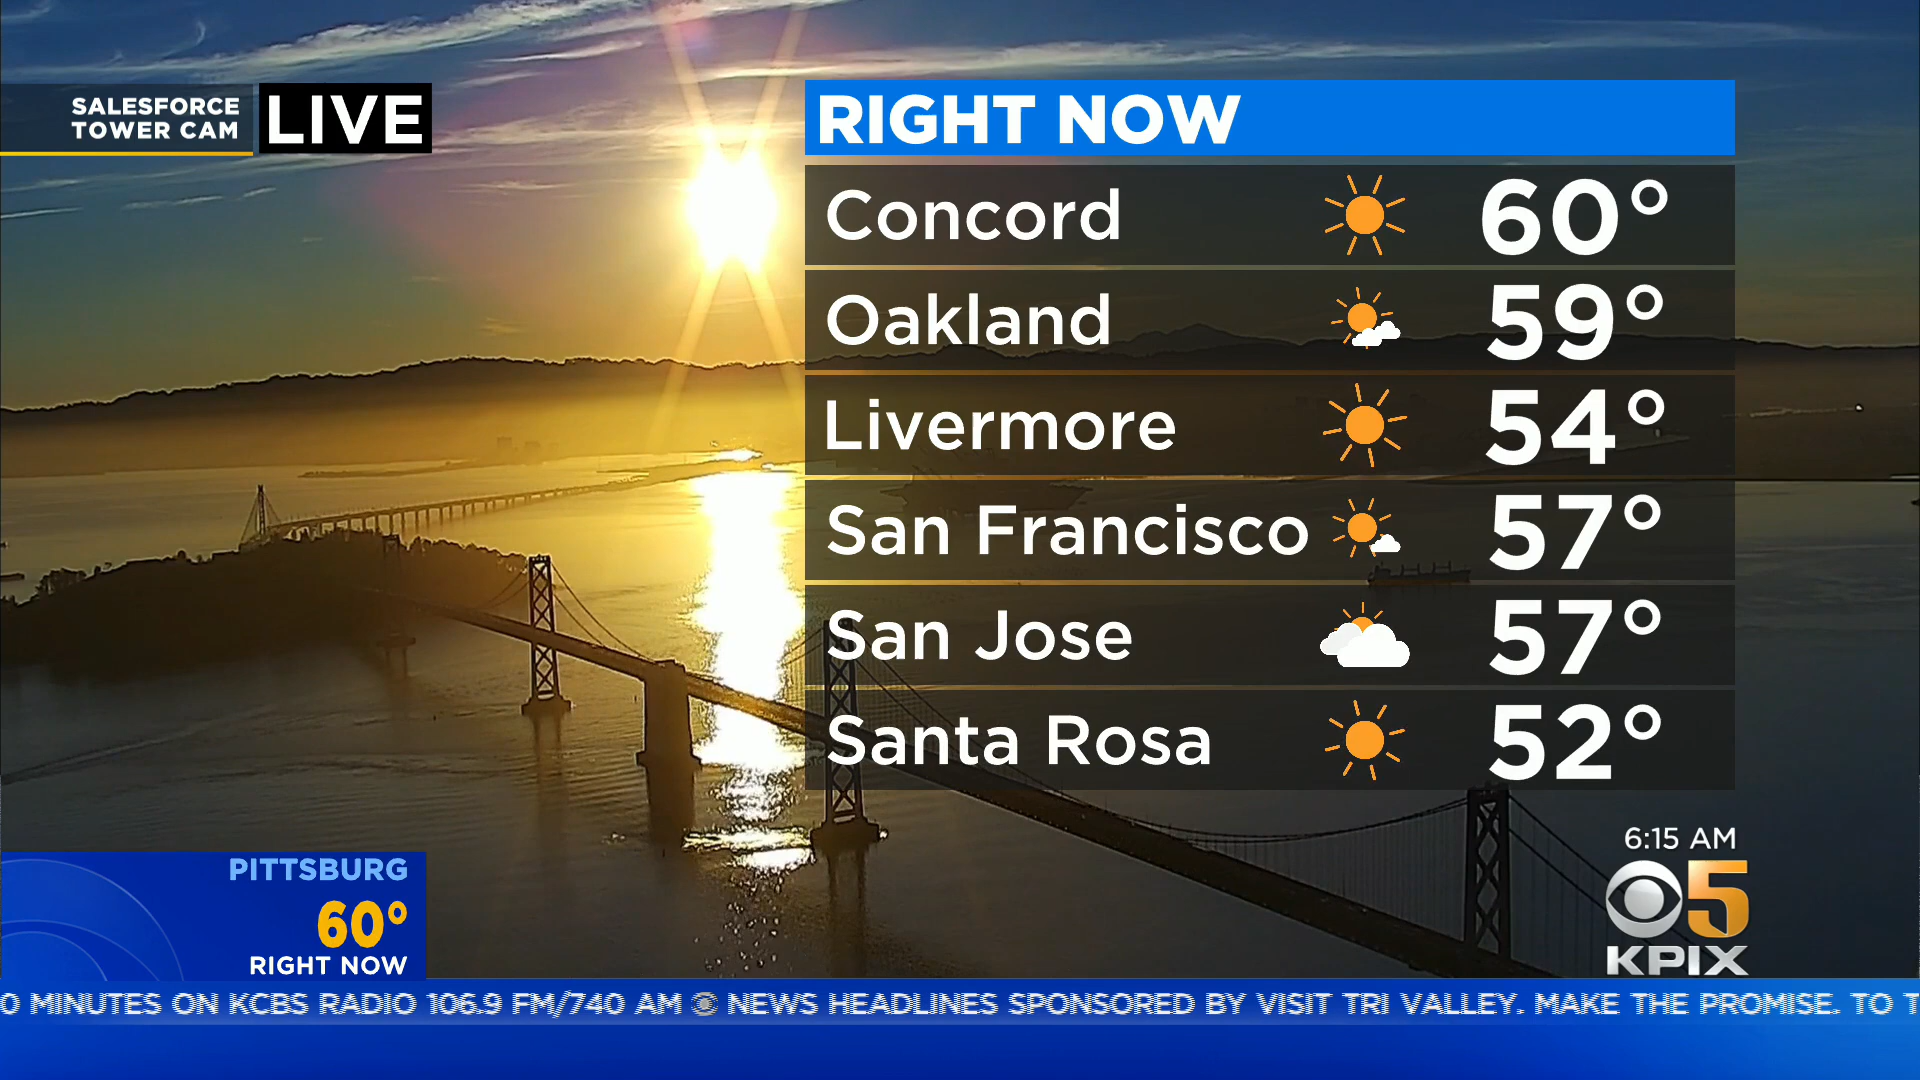 SALESFORCE
TOWER CAM
LIVE
RIGHT NOW
Concord 60°
Oakland 59°
Livermore 54°
San Francisco 57°
San Jose 57°
Santa Rosa 52°
6:15 AM
5
KPIX
PITTSBURG
60°
RIGHT NOW
0 MINUTES ON KCBS RADIO 106.9 FM/740 AM NEWS HEADLINES SPONSORED BY VISIT TRI VALLEY. MAKE THE PROMISE. TO T